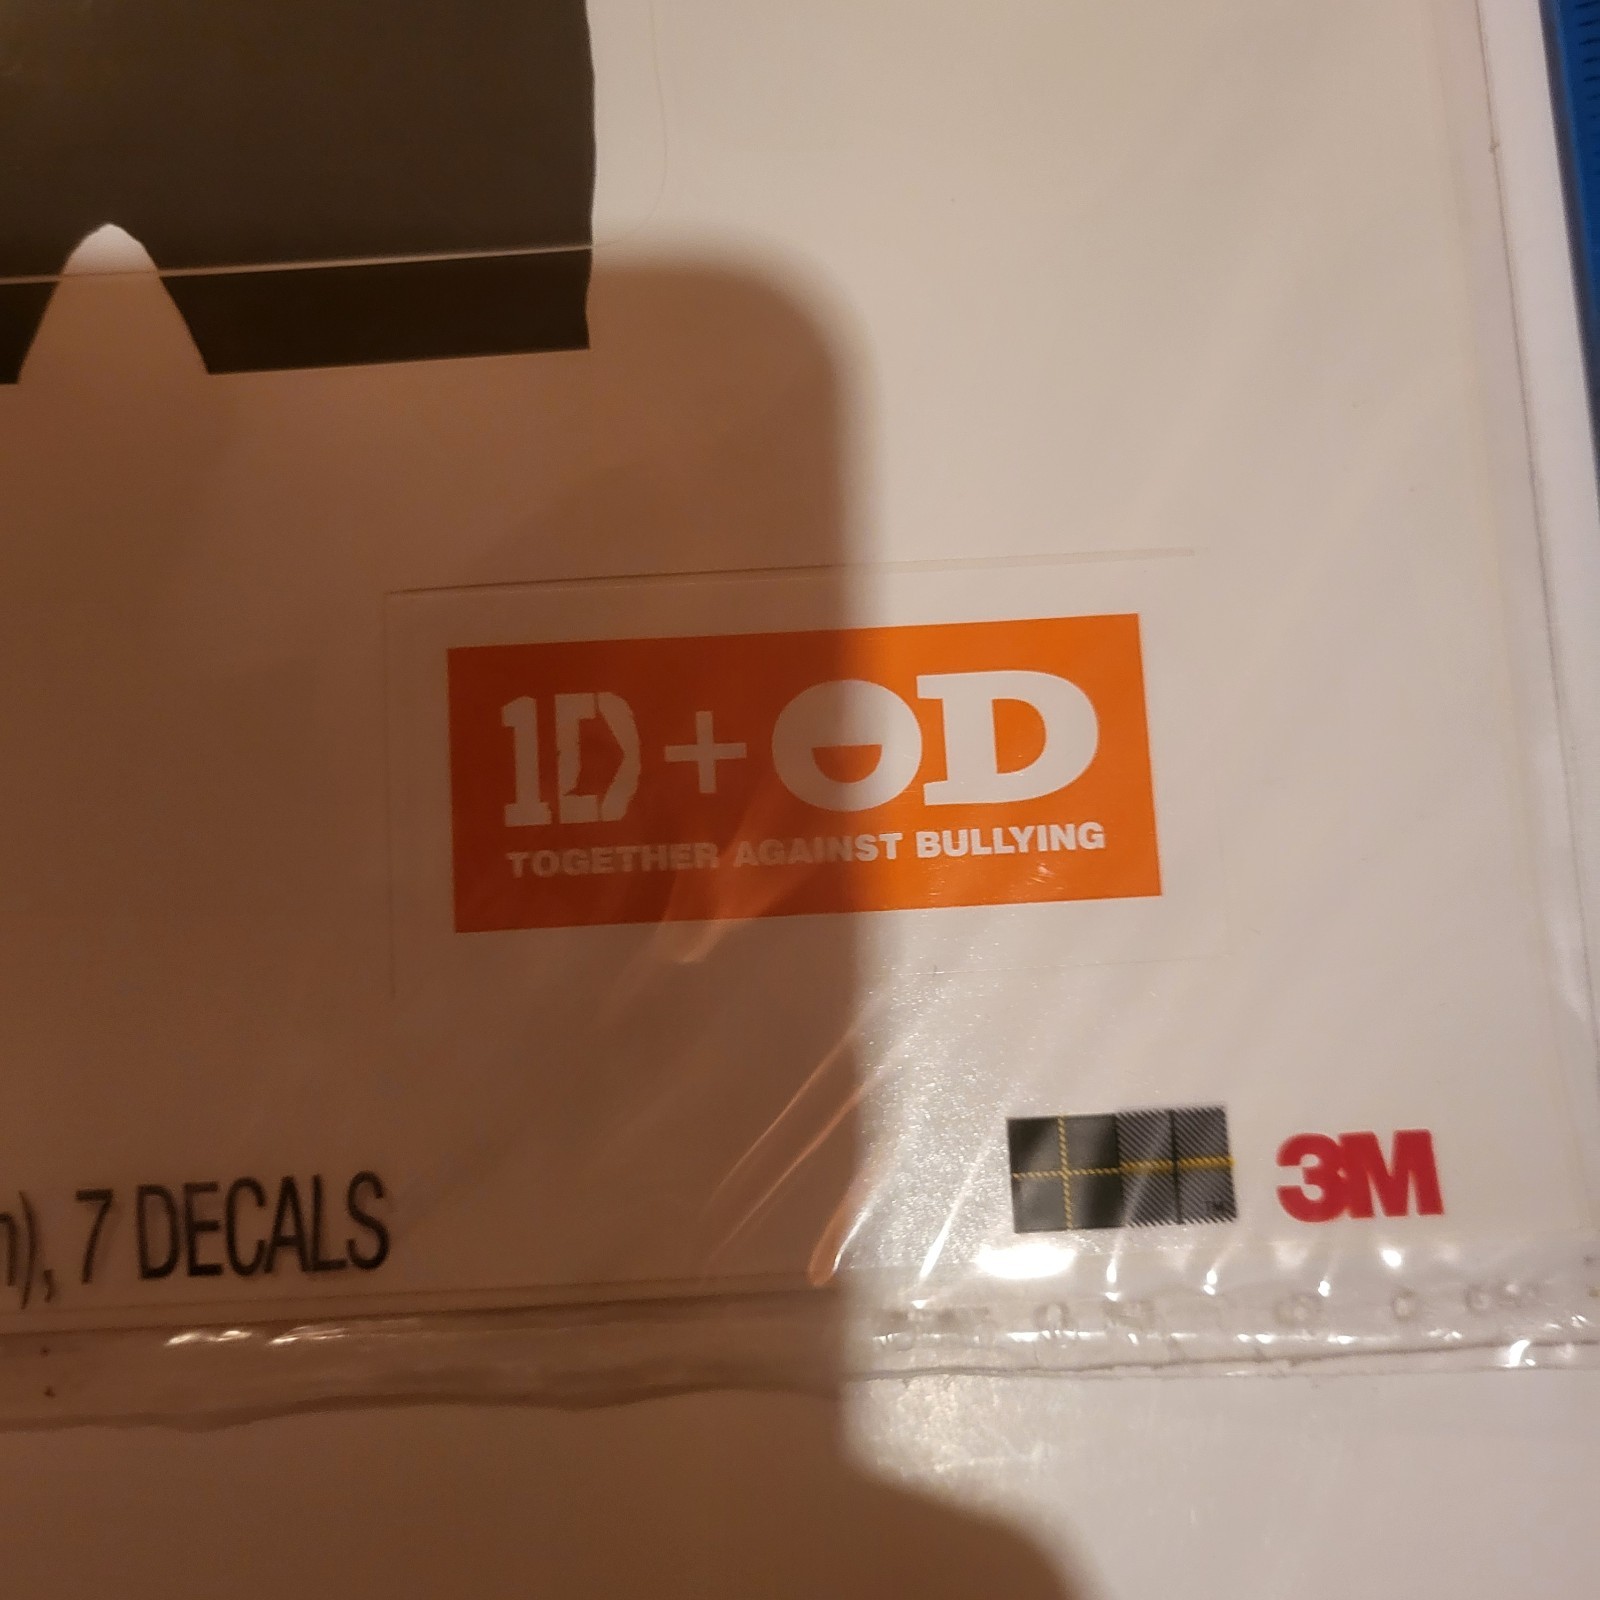 1D + OD
TOGETHER AGAINST BULLYING
), 7 DECALS
3M